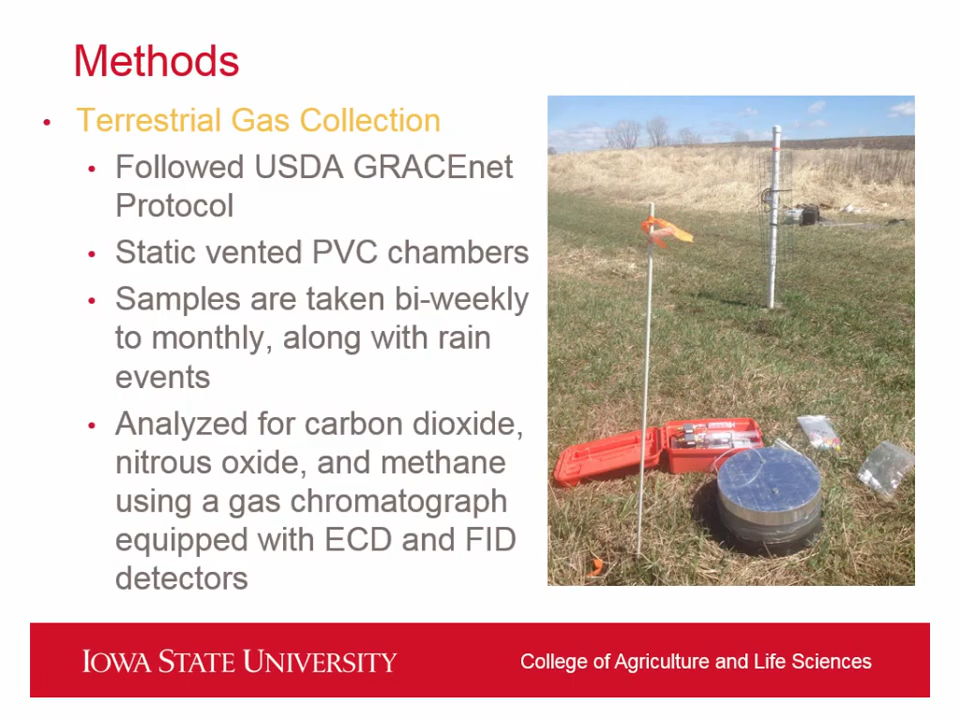 Methods
• Terrestrial Gas Collection
• Followed USDA GRACEnet
Protocol
• Static vented PVC chambers
• Samples are taken bi-weekly
to monthly, along with rain
events
• Analyzed for carbon dioxide,
nitrous oxide, and methane
using a gas chromatograph
equipped with ECD and FID
detectors
IOWA STATE UNIVERSITY
College of Agriculture and Life Sciences